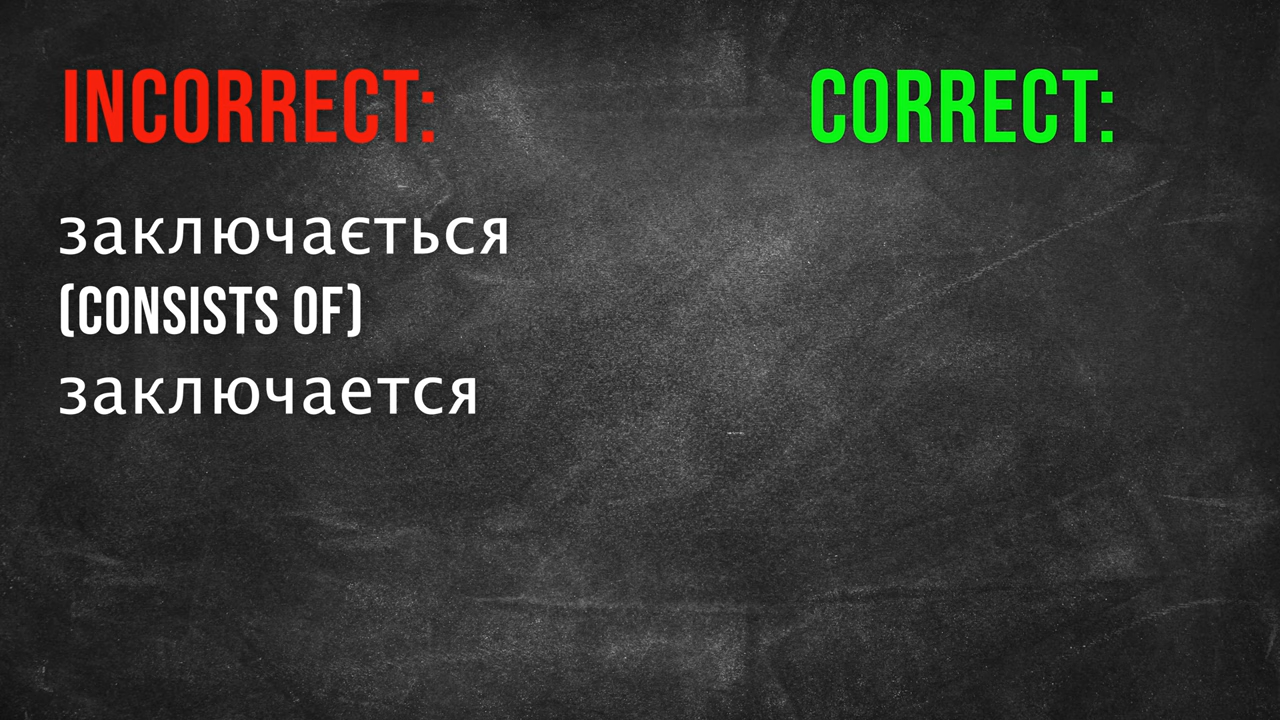 INCORRECT:
CORRECT:
заключається
(CONSISTS OF)
заключается